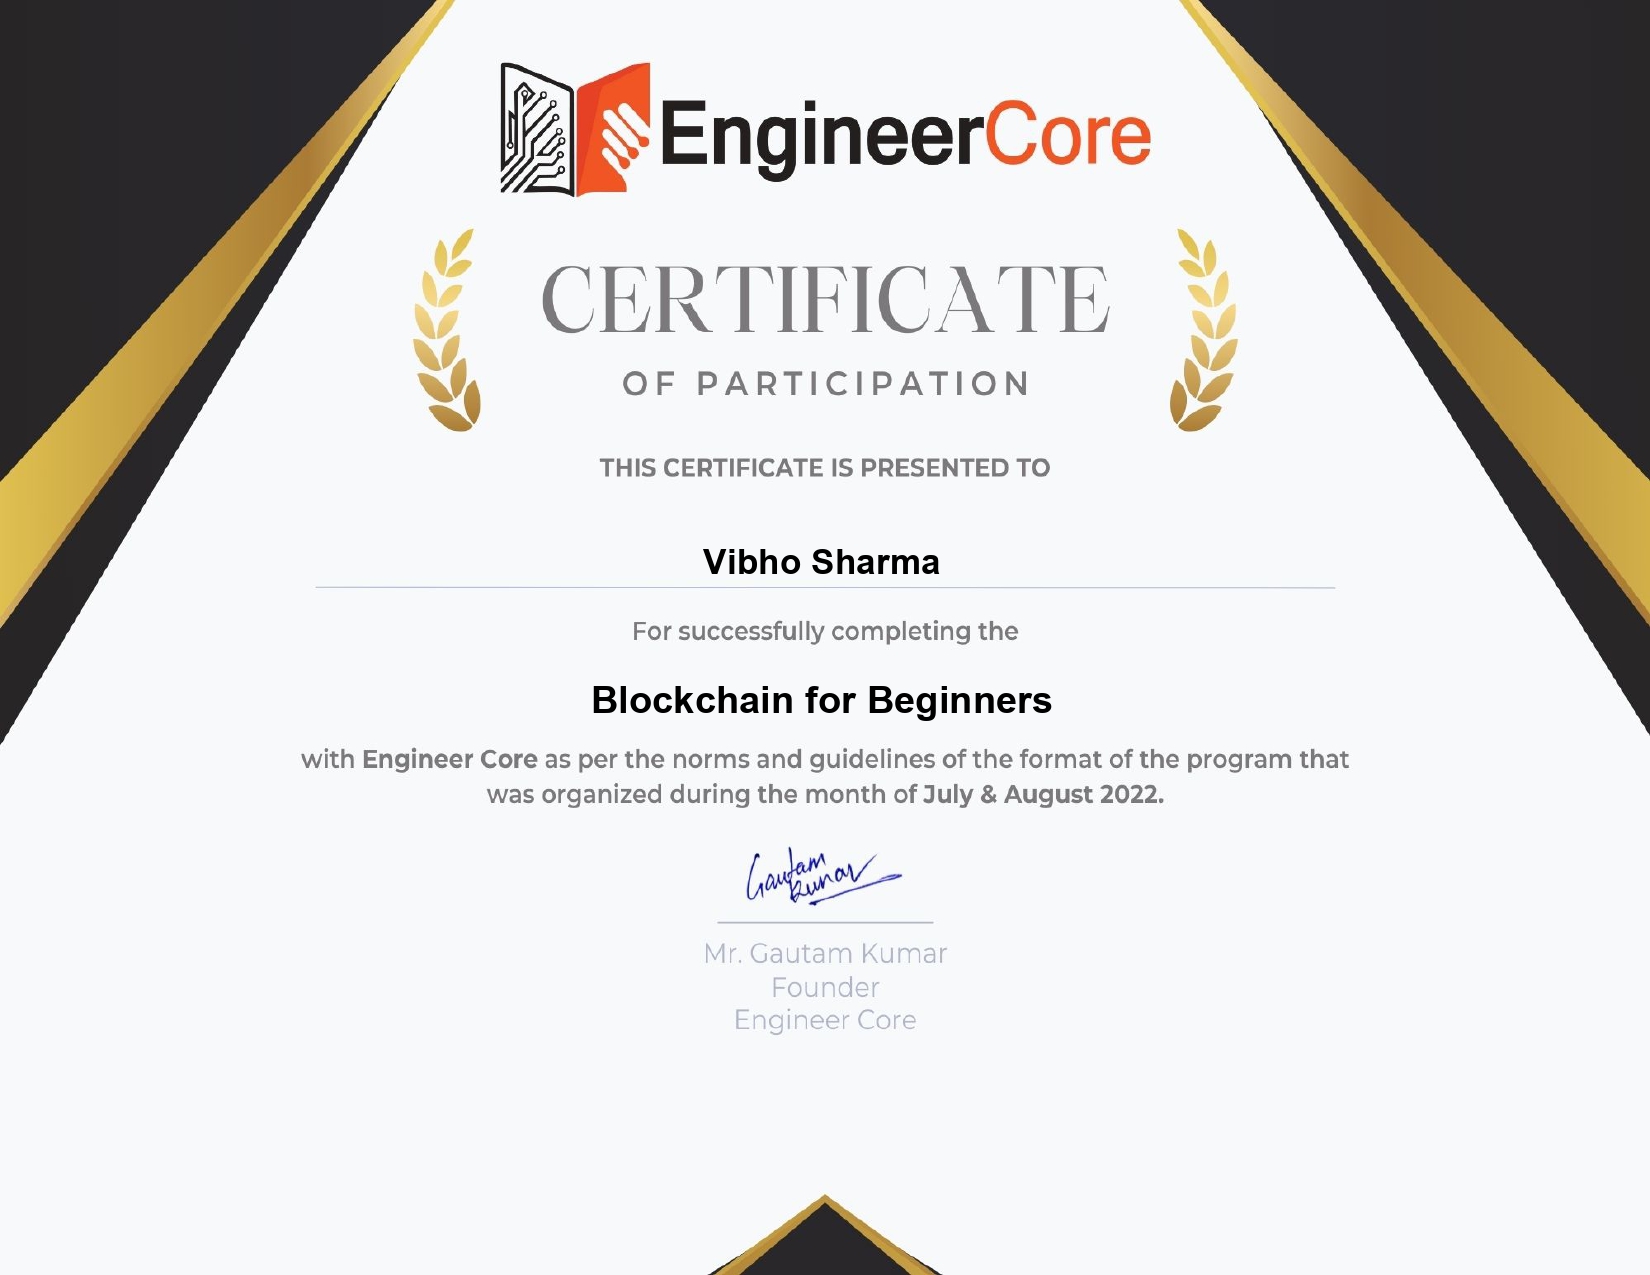 EngineerCore
CERTIFICATE
OF PARTICIPATION
THIS CERTIFICATE IS PRESENTED TO
Vibho Sharma
For successfully completing the
Blockchain for Beginners
with Engineer Core as per the norms and guidelines of the format of the program that
was organized during the month of July & August 2022.
Gautam
Kumar
Mr. Gautam Kumar
Founder
Engineer Core